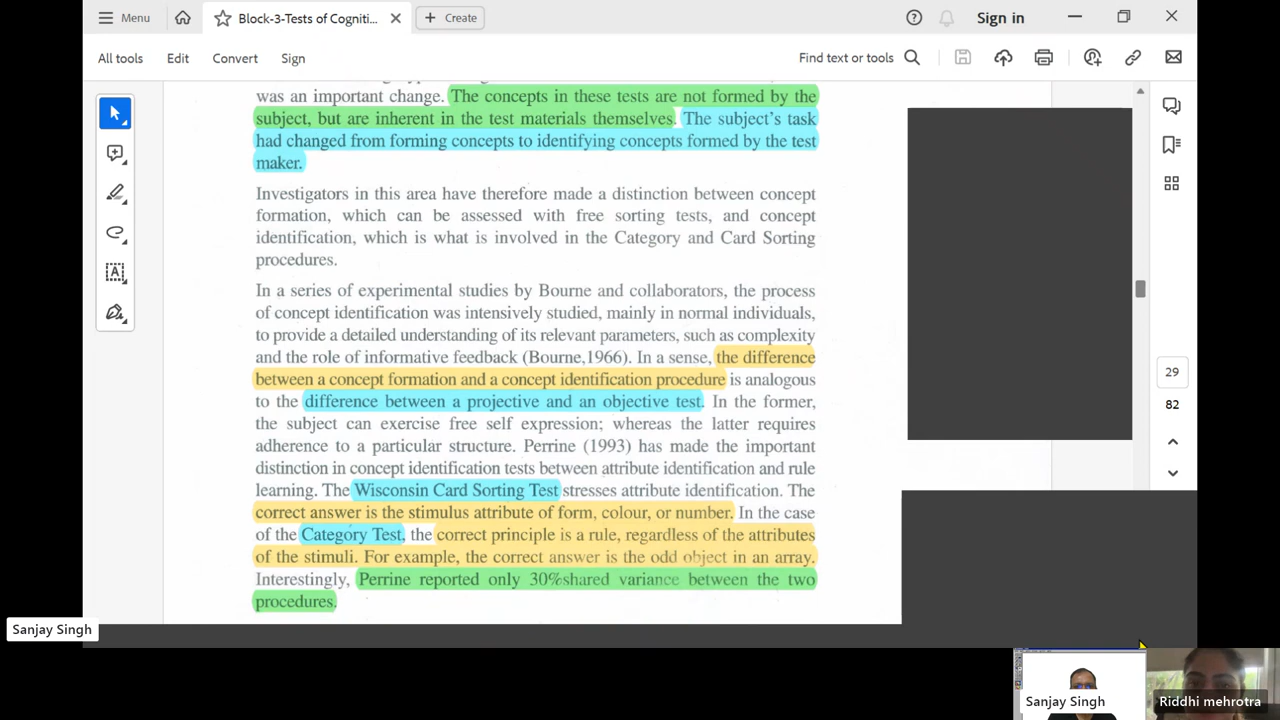 Menu
Block-3-Tests of Cogniti...
Create
Sign in
All tools
Edit
Convert
Sign
Find text or tools
was an important change. The concepts in these tests are not formed by the
subject, but are inherent in the test materials themselves. The subject's task
had changed from forming concepts to identifying concepts formed by the test
maker.
Investigators in this area have therefore made a distinction between concept
formation, which can be assessed with free sorting tests, and concept
identification, which is what is involved in the Category and Card Sorting
procedures.
In a series of experimental studies by Bourne and collaborators, the process
of concept identification was intensively studied, mainly in normal individuals,
to provide a detailed understanding of its relevant parameters, such as complexity
and the role of informative feedback (Bourne,1966). In a sense, the difference
between a concept formation and a concept identification procedure is analogous
to the difference between a projective and an objective test. In the former,
the subject can exercise free self expression; whereas the latter requires
adherence to a particular structure. Perrine (1993) has made the important
distinction in concept identification tests between attribute identification and rule
learning. The Wisconsin Card Sorting Test stresses attribute identification. The
correct answer is the stimulus attribute of form, colour, or number. In the case
of the Category Test, the correct principle is a rule, regardless of the attributes
of the stimuli. For example, the correct answer is the odd object in an array.
Interestingly, Perrine reported only 30%shared variance between the two
procedures.
29
82
Sanjay Singh
Sanjay Singh
Riddhi mehrotra